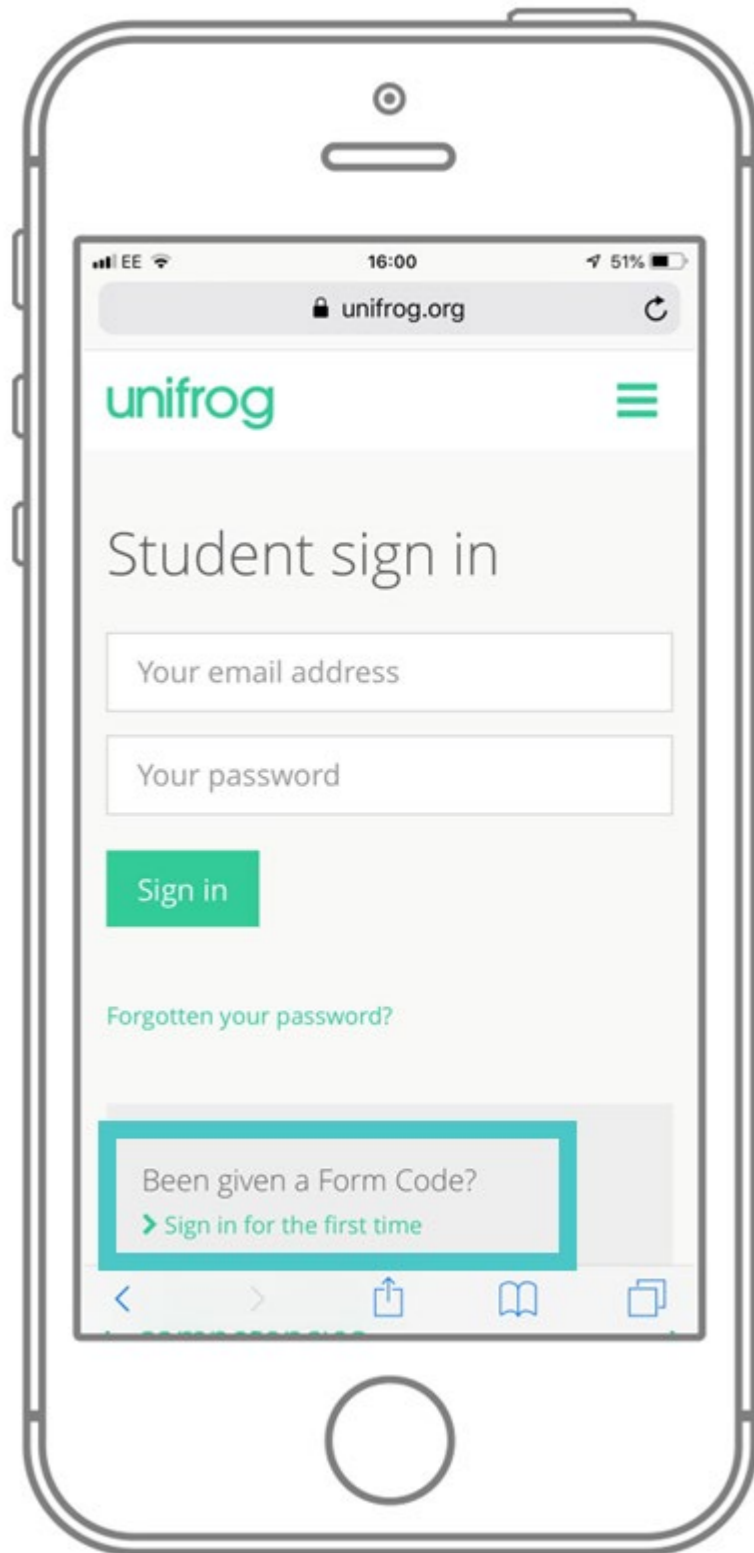 EE 16:00 51%
unifrog.org
unifrog
Student sign in
Your email address
Your password
Sign in
Forgotten your password?
Been given a Form Code?
Sign in for the first time